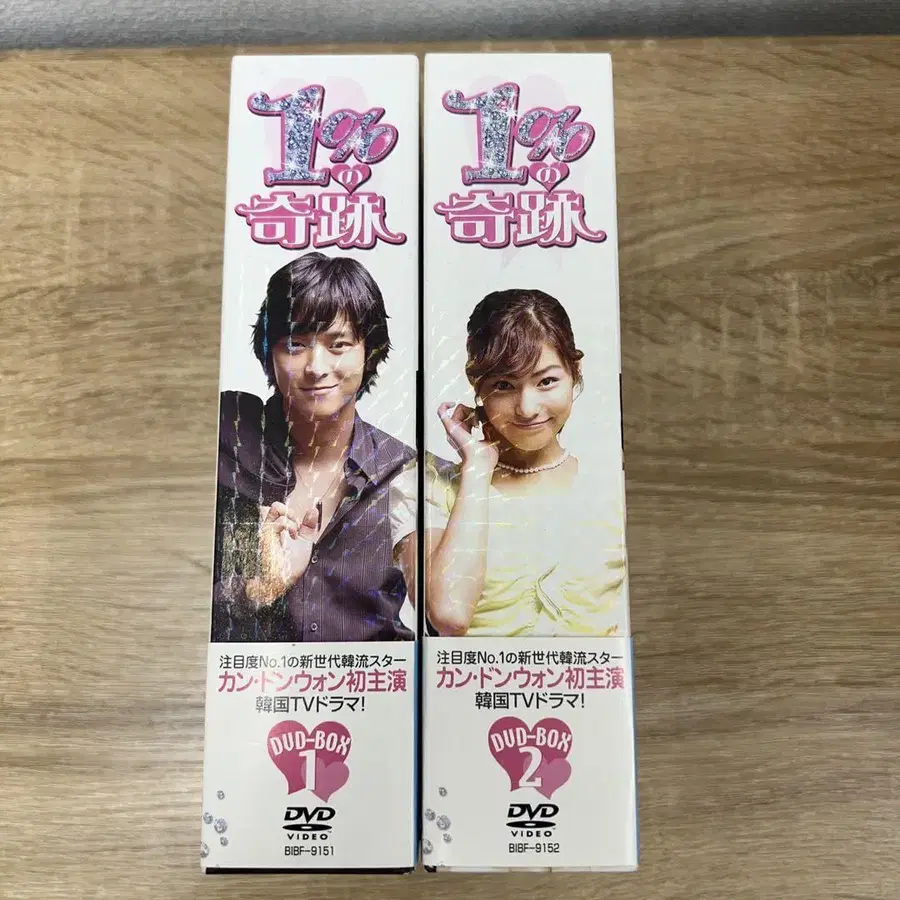 1%の
奇跡
注目度No.1の新世代韓流スター
カン・ドンウォン初主演
韓国TVドラマ!
DVD-BOX
1
DVD
VIDEO
BIBF-9151
1%の
奇跡
注目度No.1の新世代韓流スター
カン・ドンウォン初主演
韓国TVドラマ!
DVD-BOX
2
DVD
VIDEO
BIBF-9152